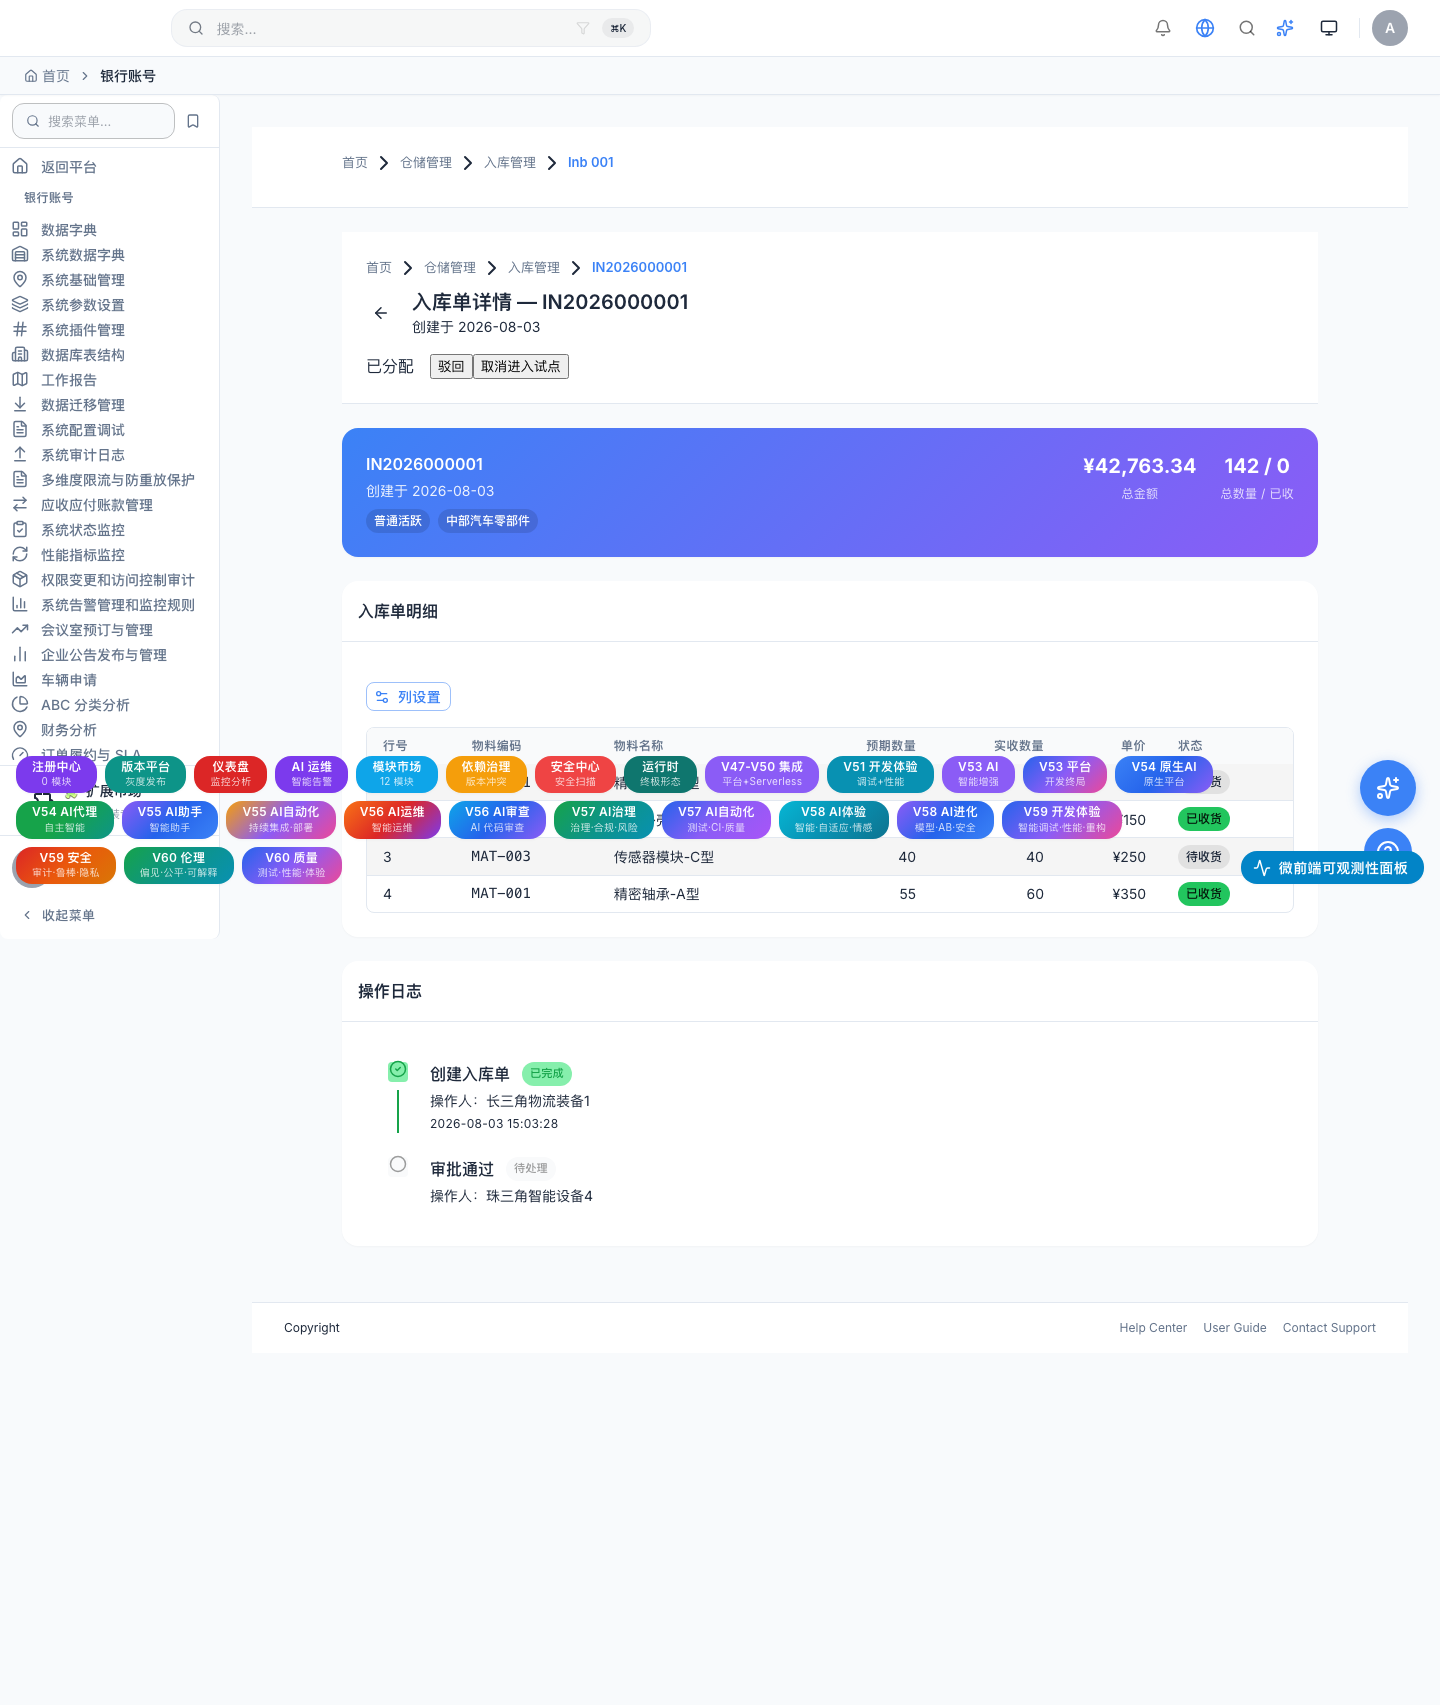 搜索...
⌘K
A
首页 银行账号
搜索菜单...
返回平台
银行账号
数据字典
系统数据字典
系统基础管理
系统参数设置
系统插件管理
数据库表结构
工作报告
数据迁移管理
系统配置调试
系统审计日志
多维度限流与防重放保护
应收应付账款管理
系统状态监控
性能指标监控
权限变更和访问控制审计
系统告警管理和监控规则
会议室预订与管理
企业公告发布与管理
车辆申请
ABC 分类分析
财务分析
订单履约与 SLA
扩展市场
收起菜单
首页 仓储管理 入库管理 Inb 001
首页 仓储管理 入库管理 IN2026000001
入库单详情 — IN2026000001
创建于 2026-08-03
已分配 驳回 取消进入试点
IN2026000001
创建于 2026-08-03
普通活跃 中部汽车零部件
¥42,763.34
总金额
142 / 0
总数量 / 已收
入库单明细
列设置
行号 物料编码 物料名称 预期数量 实收数量 单价 状态
150 已收货
3 MAT-003 传感器模块-C型 40 40 ¥250 待收货
4 MAT-001 精密轴承-A型 55 60 ¥350 已收货
注册中心 版本平台 仪表盘 AI 运维 模块市场 依赖治理 安全中心 运行时 V47-V50 集成 V51 开发体验 V53 AI V53 平台 V54 原生AI
0 模块 灰度发布 监控分析 智能告警 12 模块 版本冲突 安全扫描 终极形态 平台+Serverless 调试+性能 智能增强 开发终局 原生平台
V54 AI代理 V55 AI助手 V55 AI自动化 V56 AI运维 V56 AI审查 V57 AI治理 V57 AI自动化 V58 AI体验 V58 AI进化 V59 开发体验
自主智能 智能助手 持续集成·部署 智能运维 AI 代码审查 治理·合规·风险 测试·CI·质量 智能·自适应·情感 模型·AB·安全 智能调试·性能·重构
V59 安全 V60 伦理 V60 质量
审计·鲁棒·隐私 偏见·公平·可解释 测试·性能·体验
微前端可观测性面板
操作日志
创建入库单 已完成
操作人：长三角物流装备1
2026-08-03 15:03:28
审批通过 待处理
操作人：珠三角智能设备4
Copyright
Help Center User Guide Contact Support